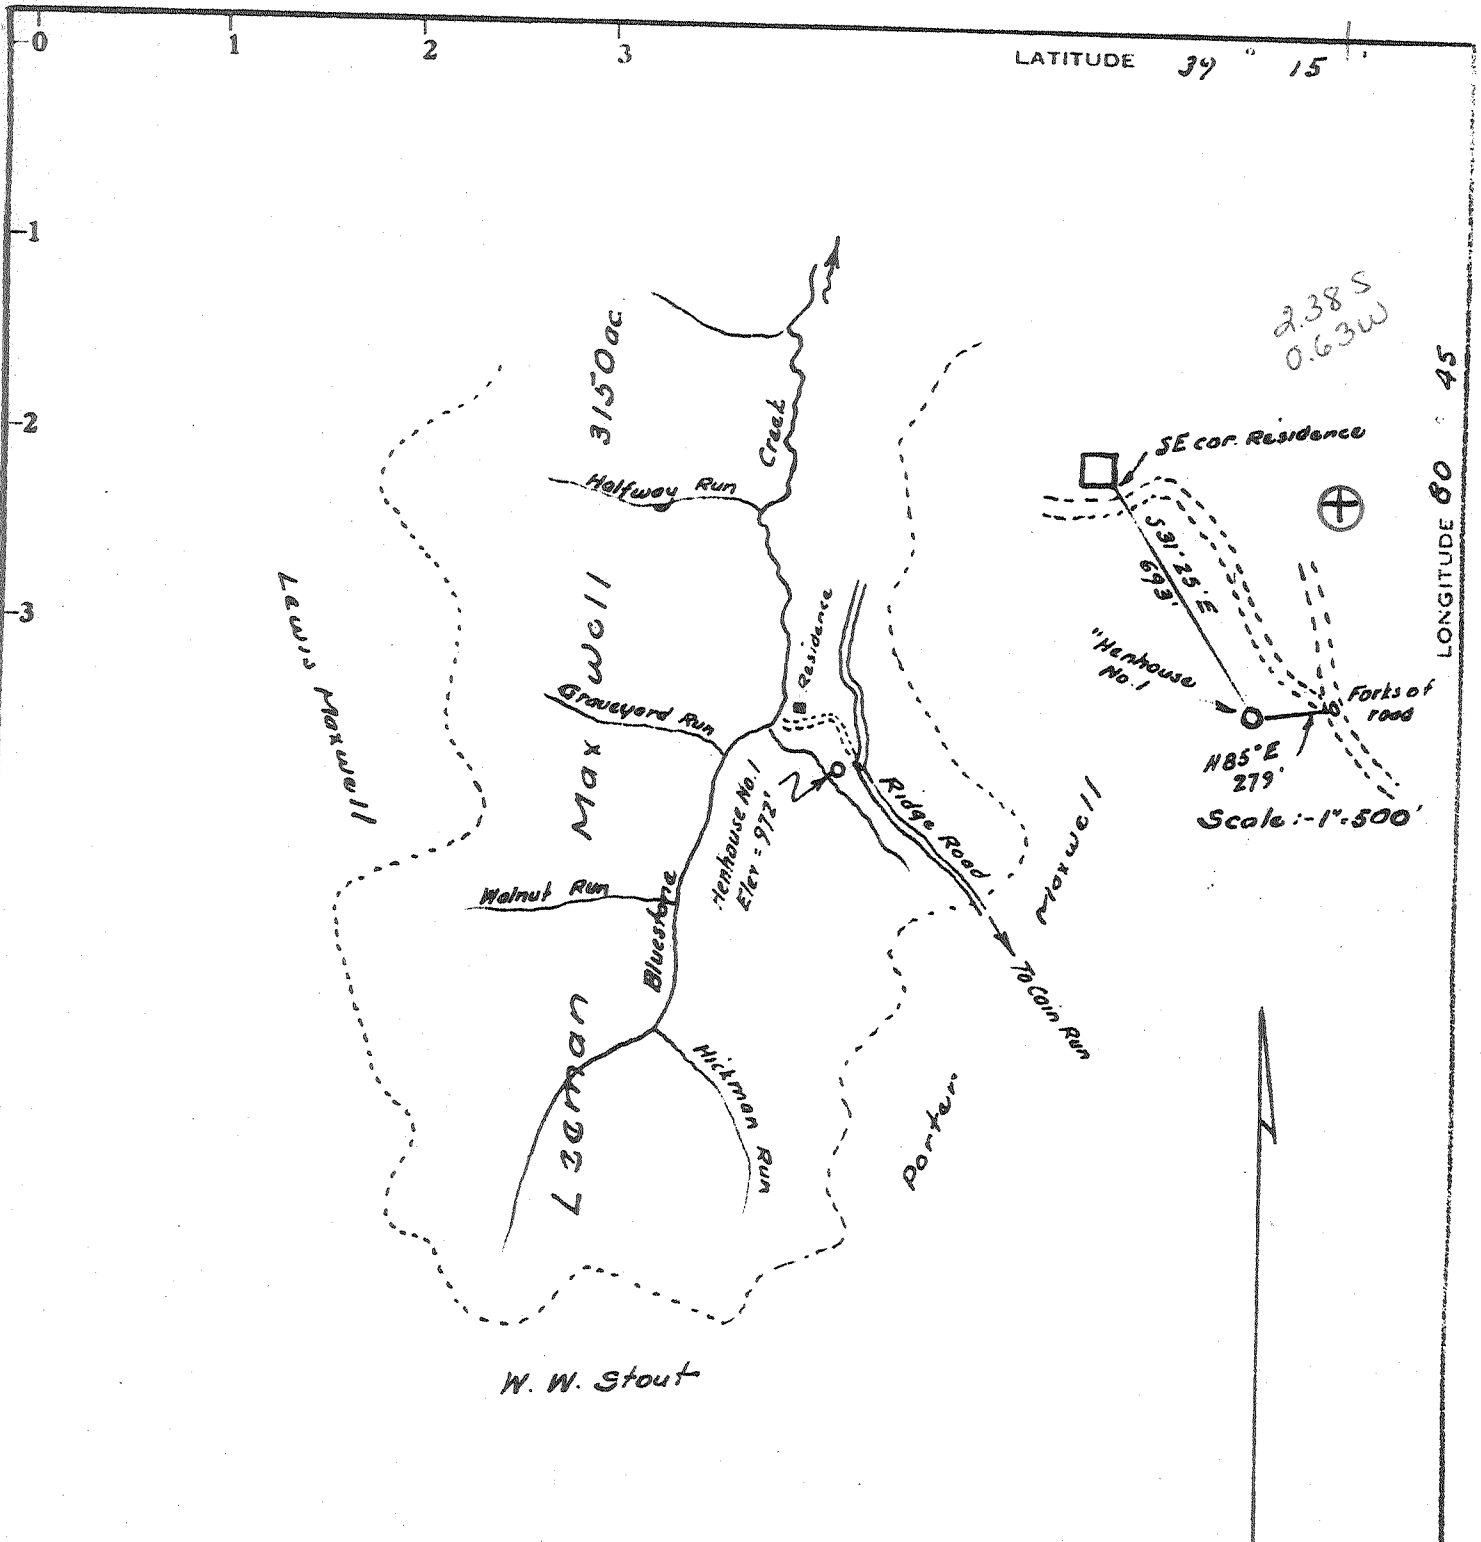 0
1
2
3
LATITUDE 39° 15'
1
2
3
2.38 S
0.63 W
LONGITUDE 80° 45
3150 ac.
Creek
Halfway Run
SE cor. Residence
S31°25'E
693'
"Henhouse
No. 1
Forks of
road
N85°E
279'
Scale:-1"=500'
Lewis Maxwell
Maxwell
Residence
Graveyard Run
Henhouse No. 1
Elev = 972'
Ridge Road
Maxwell
Walnut Run
Bluestone
To Cain Run
Leeman
Hickman Run
Porter
W. W. Stout